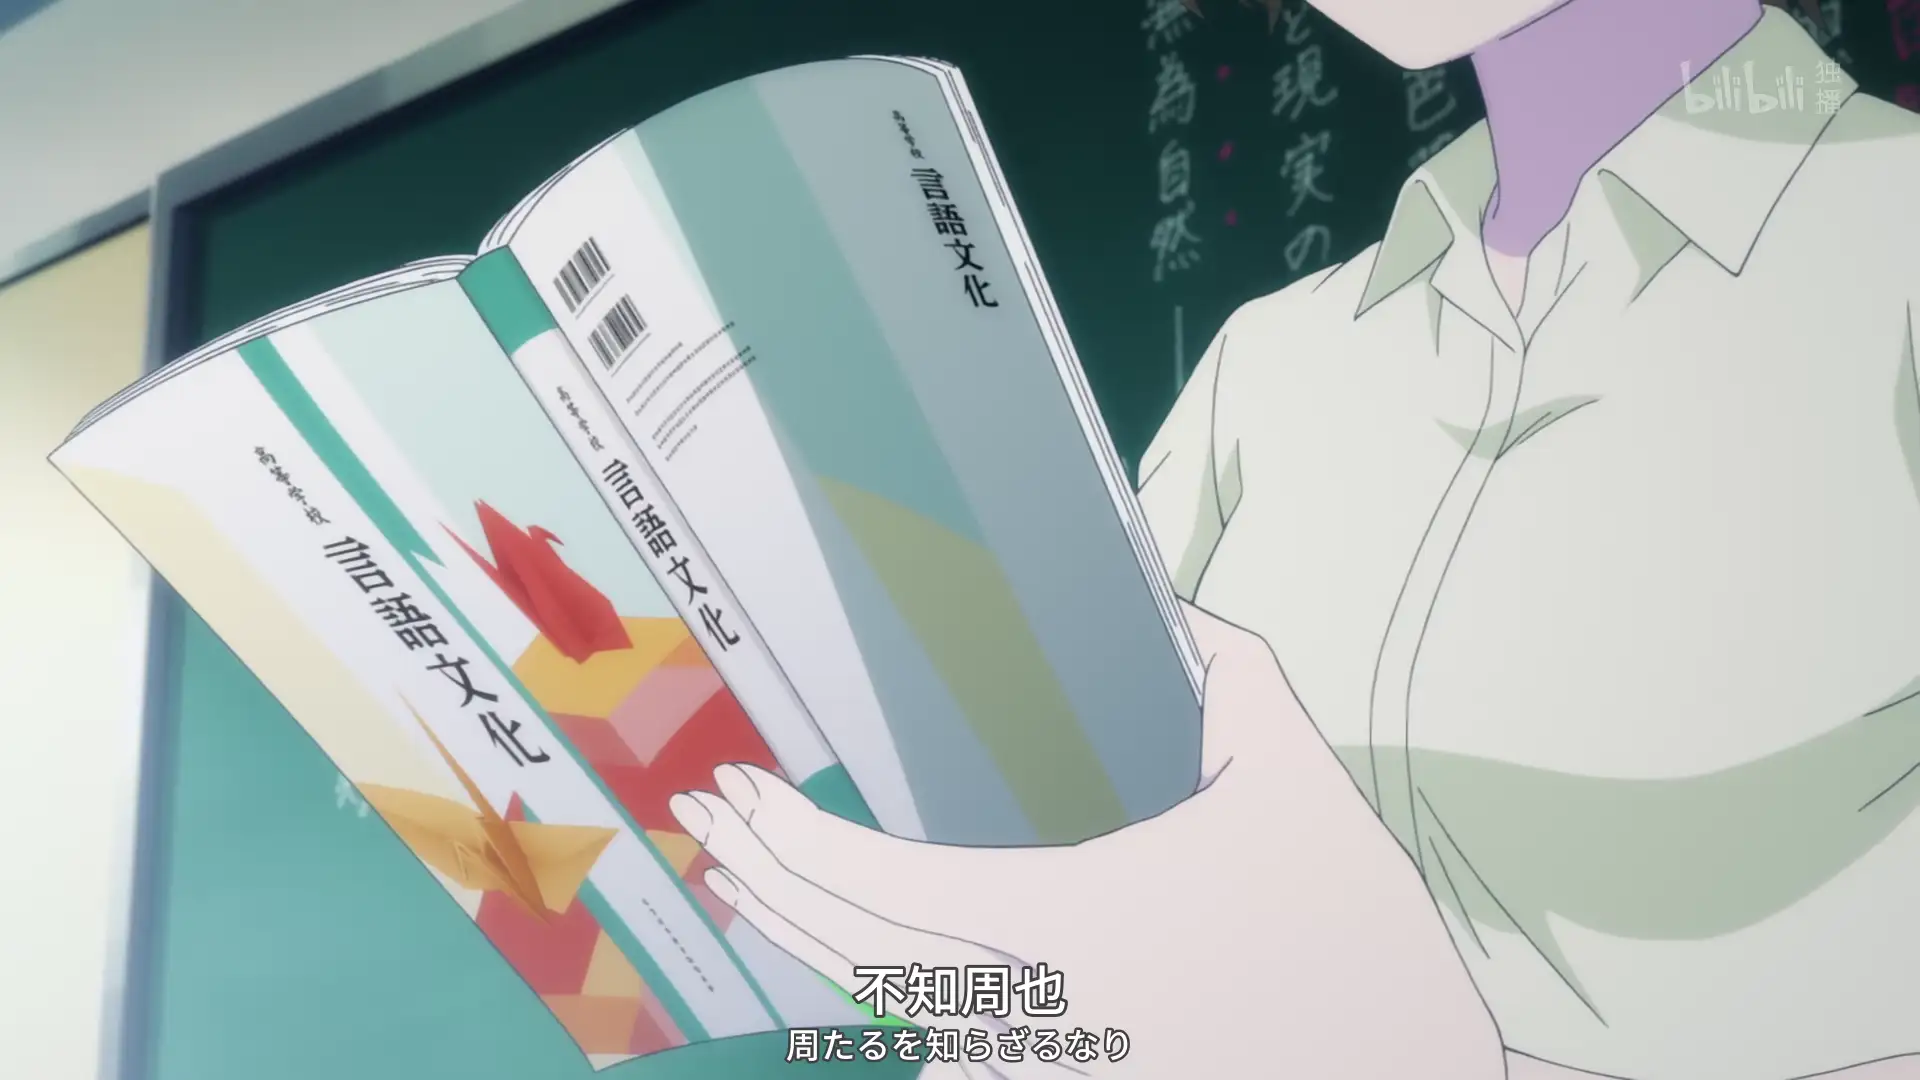 無為自然
と現実の
bilibili 独播
高等学校 言語文化
高等学校 言語文化
高等学校 言語文化
不知周也
周たるを知らざるなり